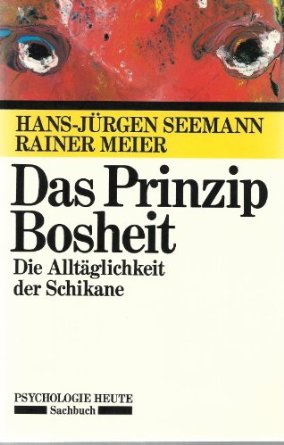 HANS-JÜRGEN SEEMANN
RAINER MEIER
Das Prinzip
Bosheit
Die Alltäglichkeit
der Schikane
PSYCHOLOGIE HEUTE
Sachbuch